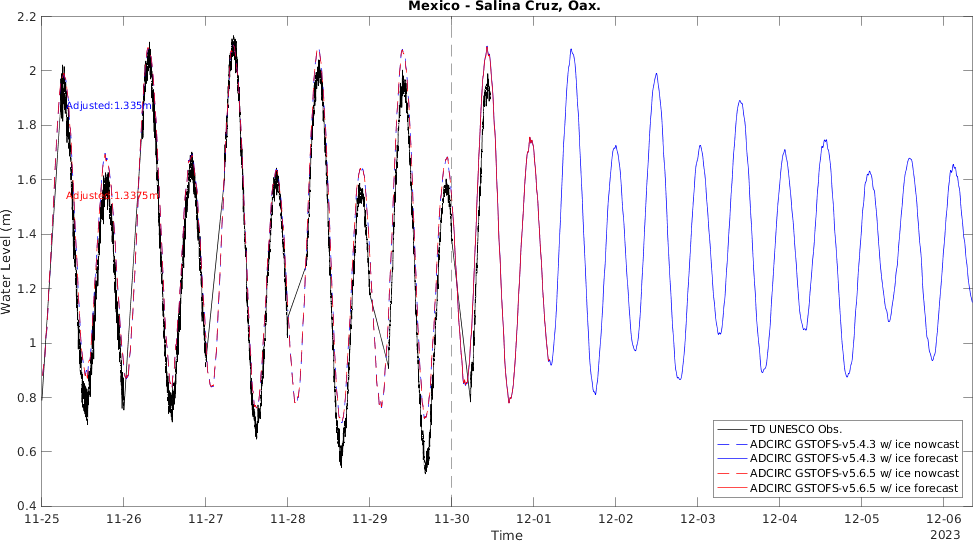 Mexico - Salina Cruz, Oax.
2.2
2
1.8
1.6
1.4
1.2
1
0.8
0.6
0.4
Water Level (m)
Adjusted:1.335m
Adjusted:1.3375m
TD UNESCO Obs.
ADCIRC GSTOFS-v5.4.3 w/ ice nowcast
ADCIRC GSTOFS-v5.4.3 w/ ice forecast
ADCIRC GSTOFS-v5.6.5 w/ ice nowcast
ADCIRC GSTOFS-v5.6.5 w/ ice forecast
11-25 11-26 11-27 11-28 11-29 11-30 12-01 12-02 12-03 12-04 12-05 12-06
2023
Time